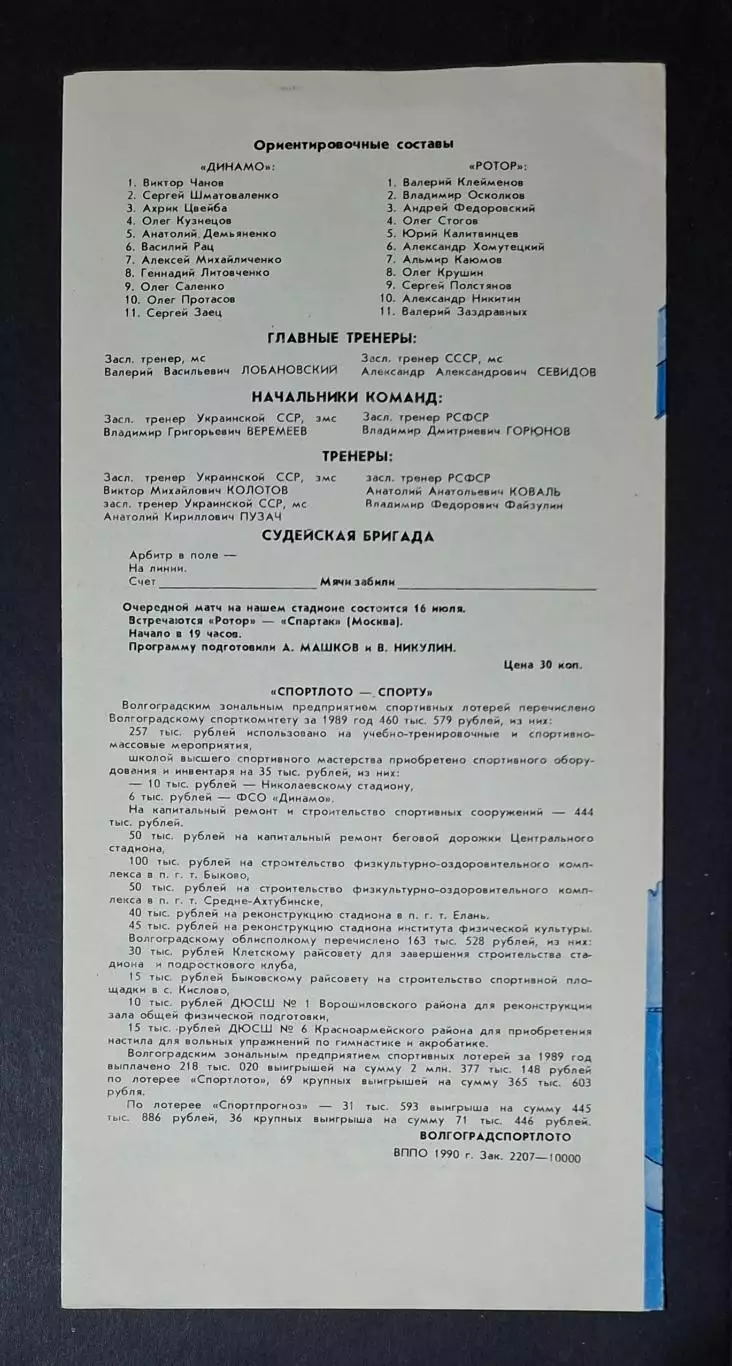 Ориентировочные составы
«ДИНАМО»:
1. Виктор Чанов
2. Сергей Шматоваленко
3. Ахрик Цвейба
4. Олег Кузнецов
5. Анатолий Демьяненко
6. Василий Рац
7. Алексей Михайличенко
8. Геннадий Литовченко
9. Олег Саленко
10. Олег Протасов
11. Сергей Заец
«РОТОР»:
1. Валерий Клейменов
2. Владимир Осколков
3. Андрей Федоровский
4. Олег Стогов
5. Юрий Калитвинцев
6. Александр Хомутецкий
7. Альмир Каюмов
8. Олег Крушин
9. Сергей Полстянов
10. Александр Никитин
11. Валерий Заздравных
ГЛАВНЫЕ ТРЕНЕРЫ:
Засл. тренер, мс
Валерий Васильевич ЛОБАНОВСКИЙ
Засл. тренер СССР, мс
Александр Александрович СЕВИДОВ
НАЧАЛЬНИКИ КОМАНД:
Засл. тренер Украинской ССР, змс
Владимир Григорьевич ВЕРЕМЕЕВ
Засл. тренер РСФСР
Владимир Дмитриевич ГОРЮНОВ
ТРЕНЕРЫ:
Засл. тренер Украинской ССР, змс
Виктор Михайлович КОЛОТОВ
засл. тренер Украинской ССР, мс
Анатолий Кириллович ПУЗАЧ
засл. тренер РСФСР
Анатолий Анатольевич КОВАЛЬ
Владимир Федорович Файзулин
СУДЕЙСКАЯ БРИГАДА
Арбитр в поле —
На линии.
Счет Мячи забили
Очередной матч на нашем стадионе состоится 16 июля.
Встречаются «Ротор» — «Спартак» (Москва).
Начало в 19 часов.
Программу подготовили А. МАШКОВ и В. НИКУЛИН.
Цена 30 коп.
«СПОРТЛОТО — СПОРТУ»
Волгоградским зональным предприятием спортивных лотерей перечислено
Волгоградскому спорткомитету за 1989 год 460 тыс. 579 рублей, из них:
257 тыс. рублей использовано на учебно-тренировочные и спортивно-
массовые мероприятия,
школой высшего спортивного мастерства приобретено спортивного обору-
дования и инвентаря на 35 тыс. рублей, из них:
— 10 тыс. рублей — Николаевскому стадиону,
6 тыс. рублей — ФСО «Динамо».
На капитальный ремонт и строительство спортивных сооружений — 444
тыс. рублей.
50 тыс. рублей на капитальный ремонт беговой дорожки Центрального
стадиона,
100 тыс. рублей на строительство физкультурно-оздоровительного комп-
лекса в п. г. т. Быково,
50 тыс. рублей на строительство физкультурно-оздоровительного комп-
лекса в п. г. т. Средне-Ахтубинске,
40 тыс. рублей на реконструкцию стадиона в п. г. т. Елань.
45 тыс. рублей на реконструкцию стадиона института физической культуры.
Волгоградскому облисполкому перечислено 163 тыс. 528 рублей, из них:
30 тыс. рублей Клетскому райсовету для завершения строительства ста-
диона и подросткового клуба,
15 тыс. рублей Быковскому райсовету на строительство спортивной пло-
щадки в с. Кислово,
10 тыс. рублей ДЮСШ № 1 Ворошиловского района для реконструкции
зала общей физической подготовки,
15 тыс. рублей ДЮСШ № 6 Красноармейского района для приобретения
настила для вольных упражнений по гимнастике и акробатике.
Волгоградским зональным предприятием спортивных лотерей за 1989 год
выплачено 218 тыс. 020 выигрышей на сумму 2 млн. 377 тыс. 148 рублей
по лотерее «Спортлото», 69 крупных выигрышей на сумму 365 тыс. 603
рубля.
По лотерее «Спортпрогноз» — 31 тыс. 593 выигрыша на сумму 445
тыс. 886 рублей, 36 крупных выигрыша на сумму 71 тыс. 446 рублей.
ВОЛГОГРАДСПОРТЛОТО
ВППО 1990 г. Зак. 2207—10000